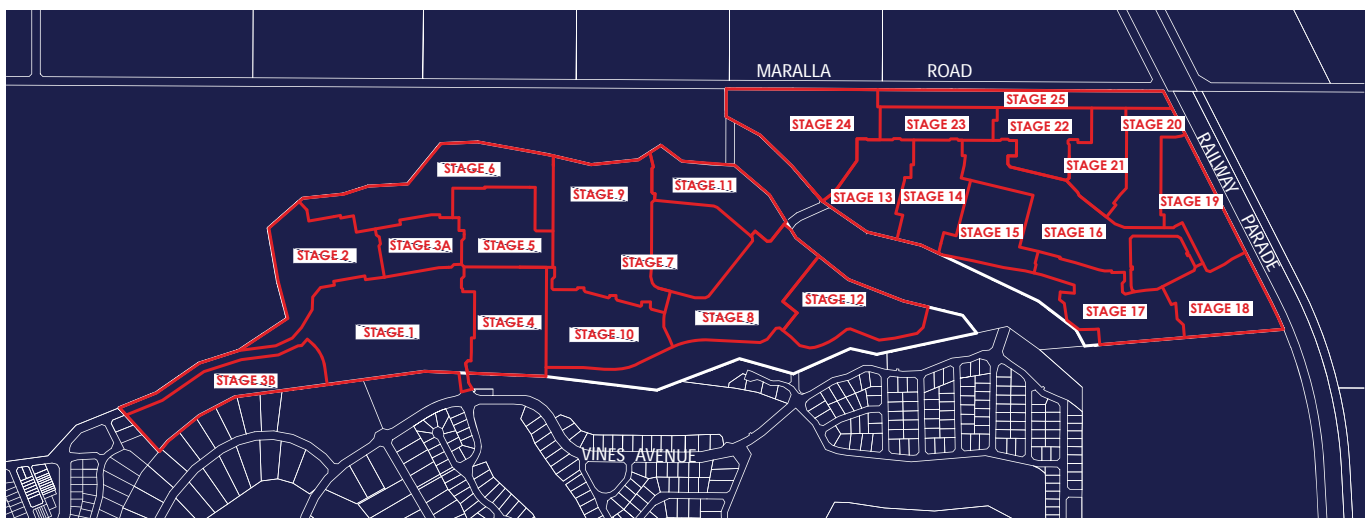 MARALLA ROAD
STAGE 25
STAGE 24
STAGE 23
STAGE 22
STAGE 20
STAGE 6
STAGE 21
STAGE 11
STAGE 9
STAGE 13
STAGE 14
STAGE 19
STAGE 15
STAGE 16
STAGE 3A
STAGE 5
STAGE 2
STAGE 7
RAILWAY PARADE
STAGE 12
STAGE 17
STAGE 18
STAGE 8
STAGE 4
STAGE 1
STAGE 10
STAGE 3B
VINES AVENUE